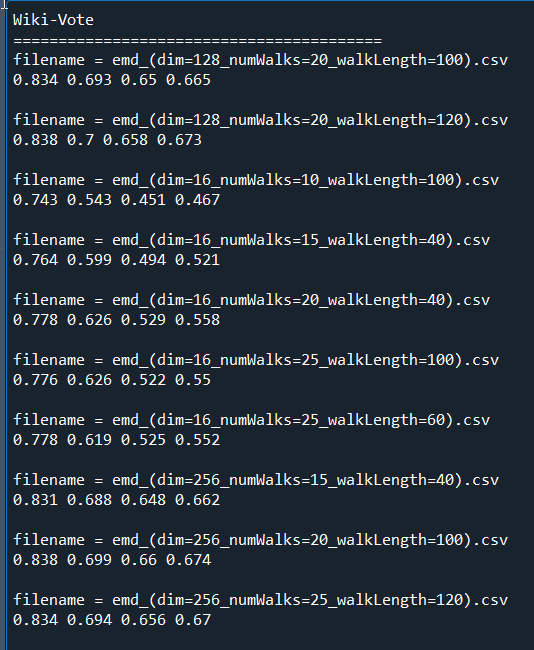 Wiki-Vote
=========================================
filename = emd_(dim=128_numWalks=20_walkLength=100).csv
0.834 0.693 0.65 0.665
filename = emd_(dim=128_numWalks=20_walkLength=120).csv
0.838 0.7 0.658 0.673
filename = emd_(dim=16_numWalks=10_walkLength=100).csv
0.743 0.543 0.451 0.467
filename = emd_(dim=16_numWalks=15_walkLength=40).csv
0.764 0.599 0.494 0.521
filename = emd_(dim=16_numWalks=20_walkLength=40).csv
0.778 0.626 0.529 0.558
filename = emd_(dim=16_numWalks=25_walkLength=100).csv
0.776 0.626 0.522 0.55
filename = emd_(dim=16_numWalks=25_walkLength=60).csv
0.778 0.619 0.525 0.552
filename = emd_(dim=256_numWalks=15_walkLength=40).csv
0.831 0.688 0.648 0.662
filename = emd_(dim=256_numWalks=20_walkLength=100).csv
0.838 0.699 0.66 0.674
filename = emd_(dim=256_numWalks=25_walkLength=120).csv
0.834 0.694 0.656 0.67